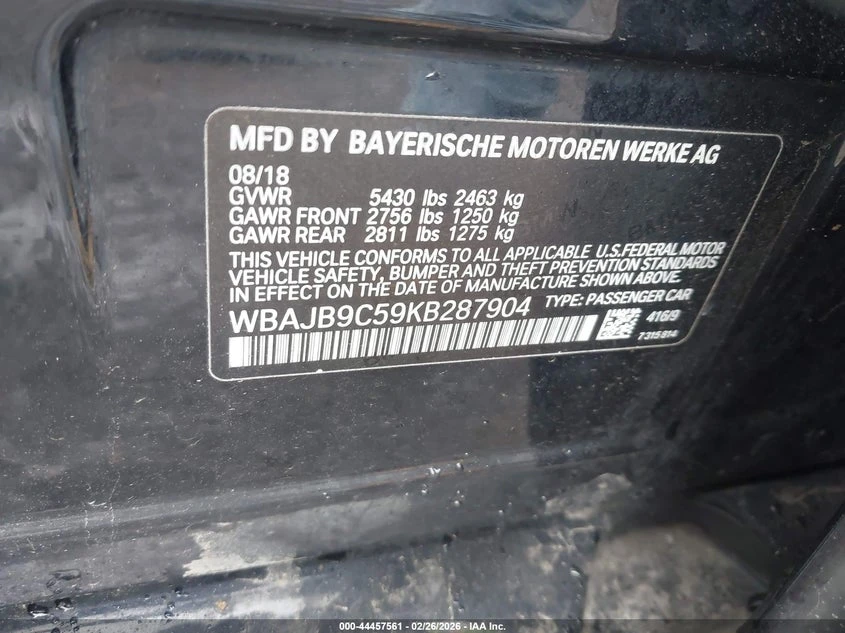 MFD BY BAYERISCHE MOTOREN WERKE AG
08/18
GVWR 5430 lbs 2463 kg
GAWR FRONT 2756 lbs 1250 kg
GAWR REAR 2811 lbs 1275 kg
THIS VEHICLE CONFORMS TO ALL APPLICABLE U.S.FEDERAL MOTOR
VEHICLE SAFETY, BUMPER AND THEFT PREVENTION STANDARDS
IN EFFECT ON THE DATE OF MANUFACTURE SHOWN ABOVE.
WBAJB9C59KB287904 TYPE: PASSENGER CAR
416/9
7315814
000-44457561 - 02/26/2026 - IAA Inc.